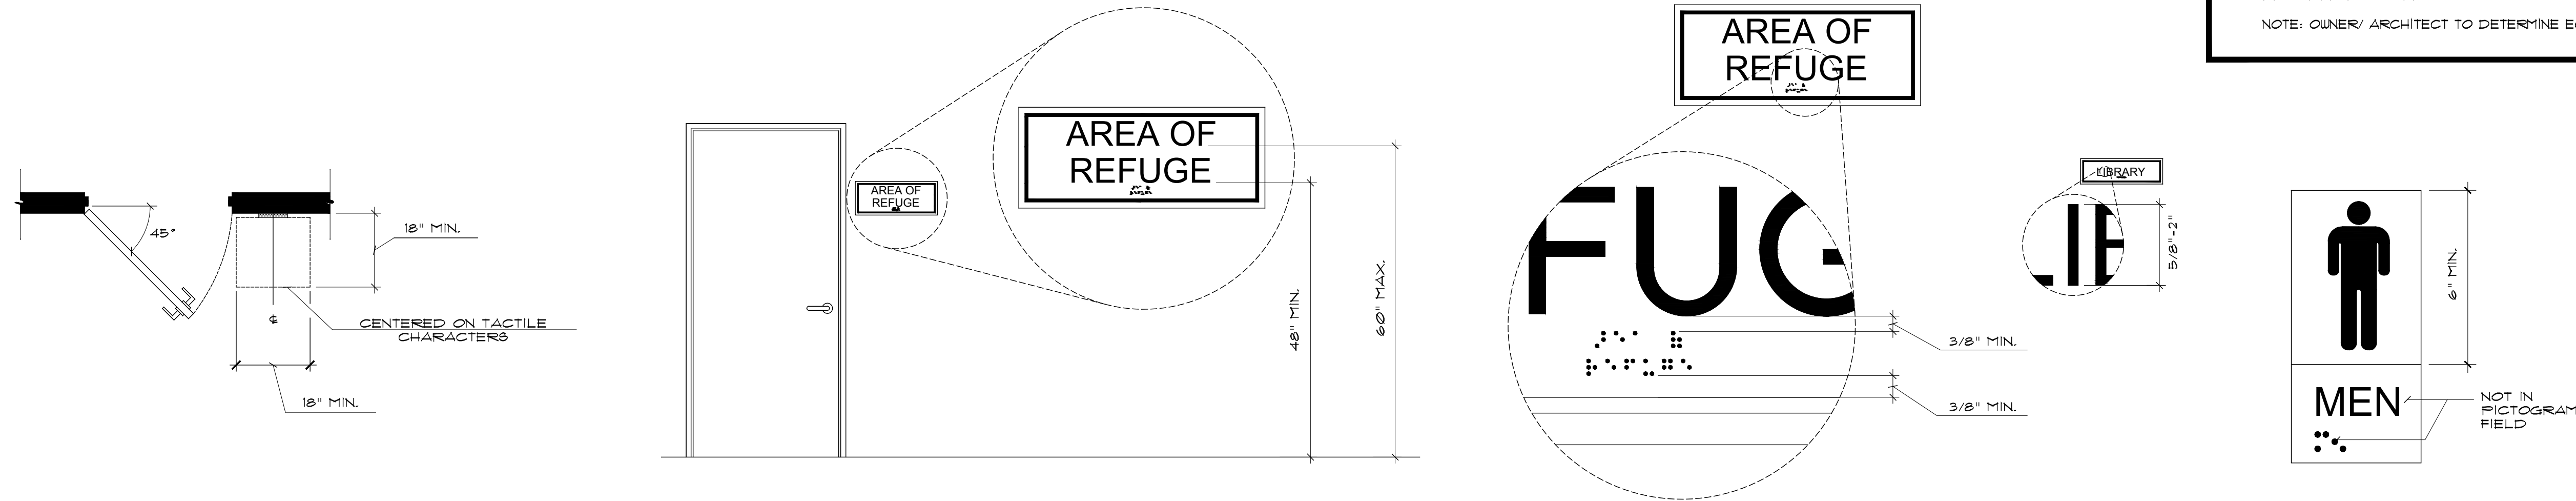 45°
18" MIN.
CENTERED ON TACTILE
CHARACTERS
18" MIN.
AREA OF
REFUGE
AREA OF
REFUGE
48" MIN.
60" MAX.
AREA OF
REFUGE
FUG
3/8" MIN.
3/8" MIN.
LIBRARY
5/8"-2"
NOTE: OWNER/ ARCHITECT TO DETERMINE
6" MIN.
MEN
NOT IN
PICTOGRAM
FIELD